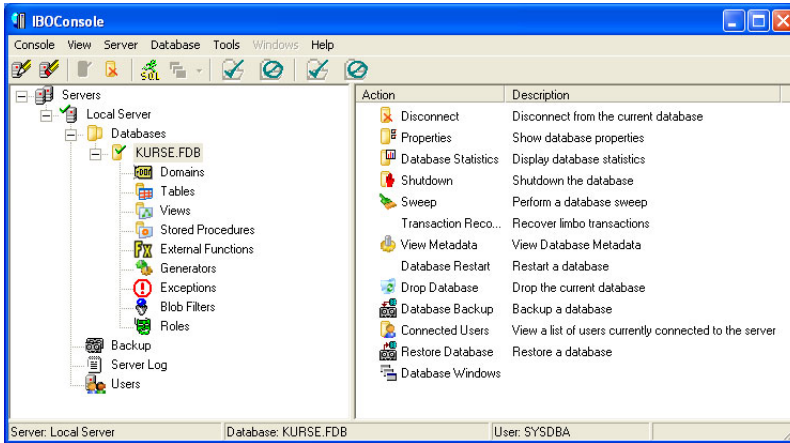 IBOConsole
Console View Server Database Tools Windows Help
SQL
Servers
Local Server
Databases
KURSE.FDB
Domains
Tables
Views
Stored Procedures
External Functions
Generators
Exceptions
Blob Filters
Roles
Backup
Server Log
Users
Action Description
Disconnect Disconnect from the current database
Properties Show database properties
Database Statistics Display database statistics
Shutdown Shutdown the database
Sweep Perform a database sweep
Transaction Reco... Recover limbo transactions
View Metadata View Database Metadata
Database Restart Restart a database
Drop Database Drop the current database
Database Backup Backup a database
Connected Users View a list of users currently connected to the server
Restore Database Restore a database
Database Windows
Server: Local Server Database: KURSE.FDB User: SYSDBA